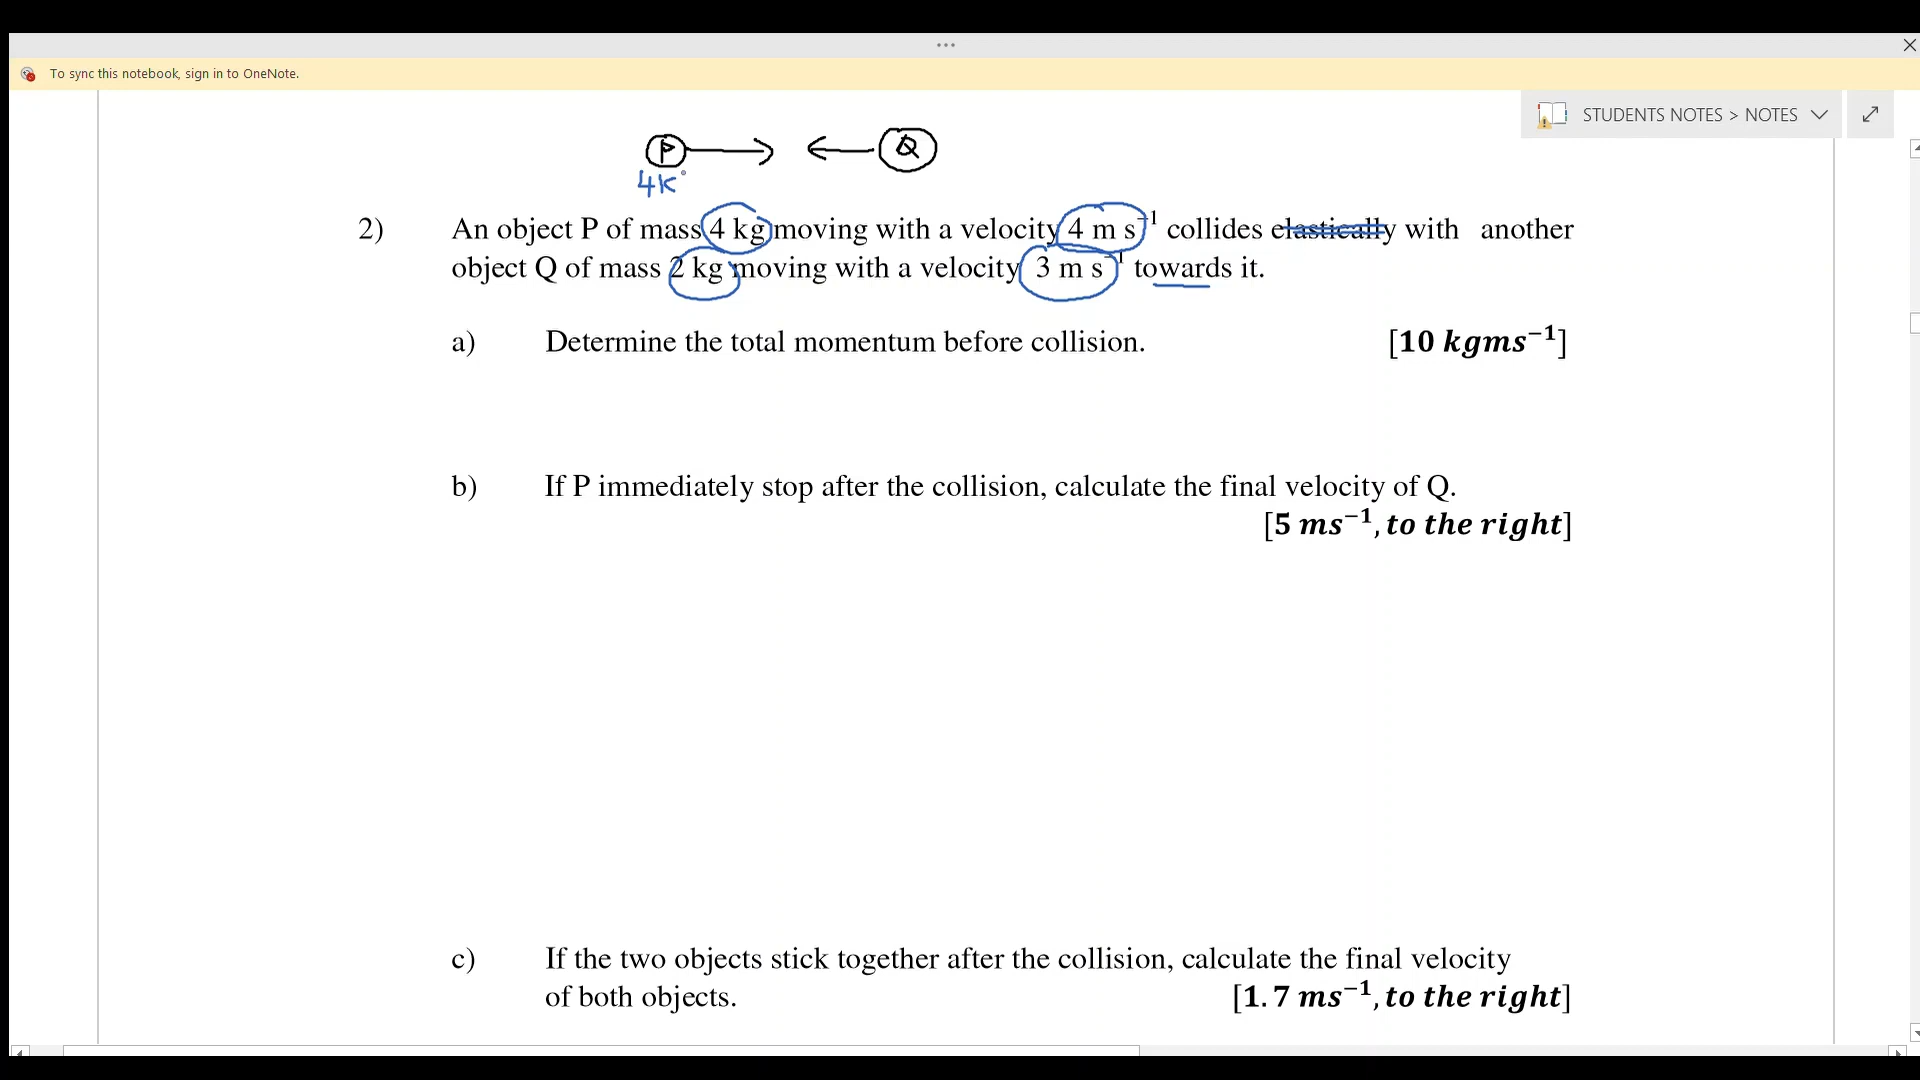 ...
To sync this notebook, sign in to OneNote.
STUDENTS NOTES > NOTES
P Q
4K
2) An object P of mass 4 kg moving with a velocity 4 m s⁻¹ collides elastically with another
object Q of mass 2 kg moving with a velocity 3 m s⁻¹ towards it.
a) Determine the total momentum before collision. [10 kgms⁻¹]
b) If P immediately stop after the collision, calculate the final velocity of Q.
[5 ms⁻¹, to the right]
c) If the two objects stick together after the collision, calculate the final velocity
of both objects. [1.7 ms⁻¹, to the right]